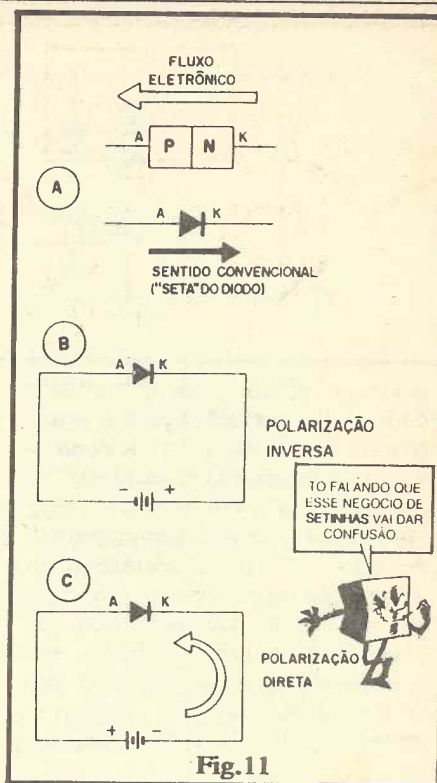 FLUXO
ELETRÔNICO
A P N K
A
A K
SENTIDO CONVENCIONAL
("SETA" DO DIODO)
B
A K
- +
POLARIZAÇÃO
INVERSA
TO FALANDO QUE
ESSE NEGOCIO DE
SETINHAS VAI DAR
CONFUSÃO
C
A K
+ -
POLARIZAÇÃO
DIRETA
Fig.11